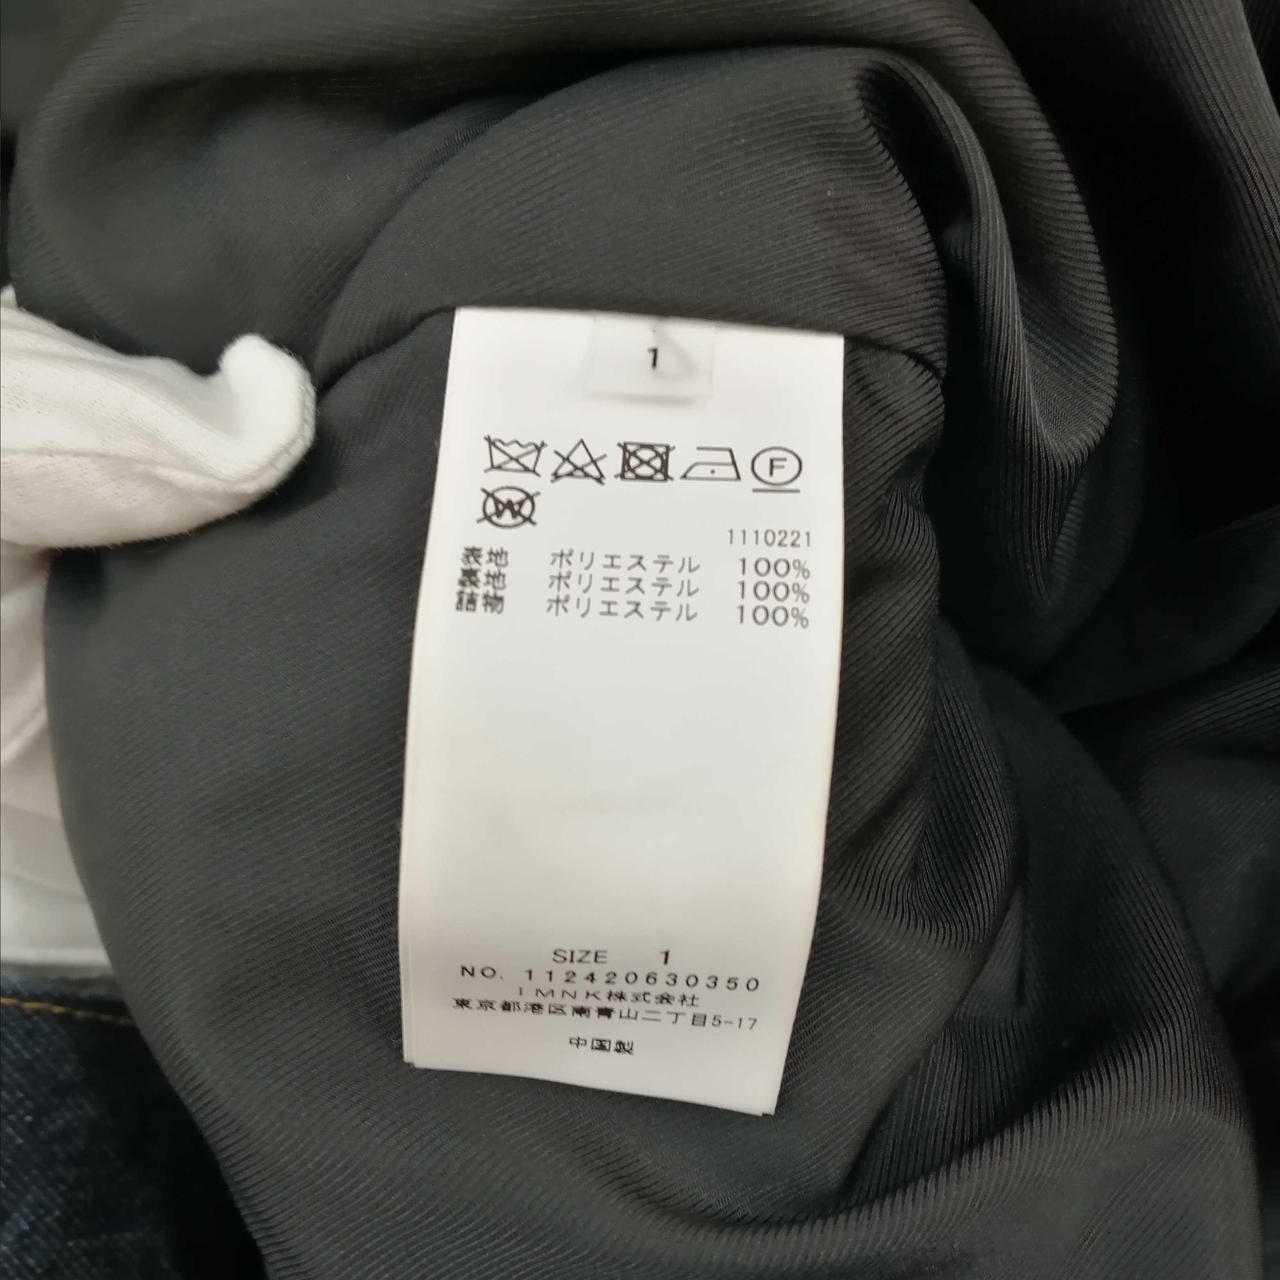 1
W
F
1110221
表地 ポリエステル 100%
裏地 ポリエステル 100%
詰物 ポリエステル 100%
SIZE 1
NO. 112420630350
IMNK株式会社
東京都港区南青山二丁目5-17
中国製